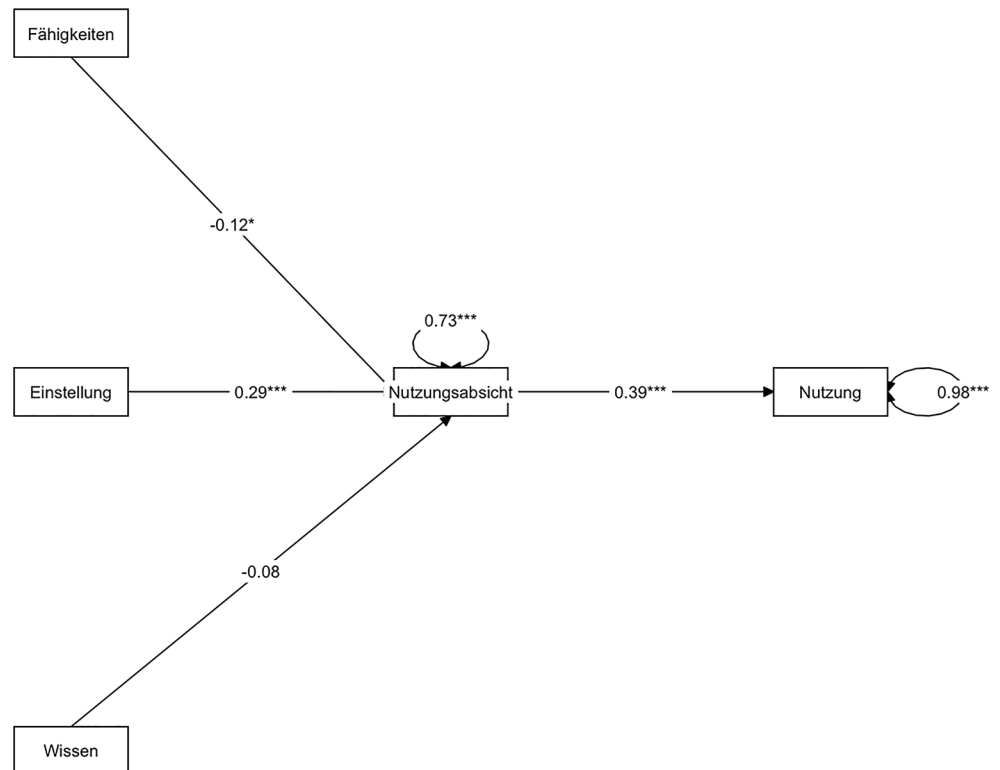 Fähigkeiten
-0.12*
0.73***
Einstellung
0.29***
Nutzungsabsicht
0.39***
Nutzung
0.98***
-0.08
Wissen